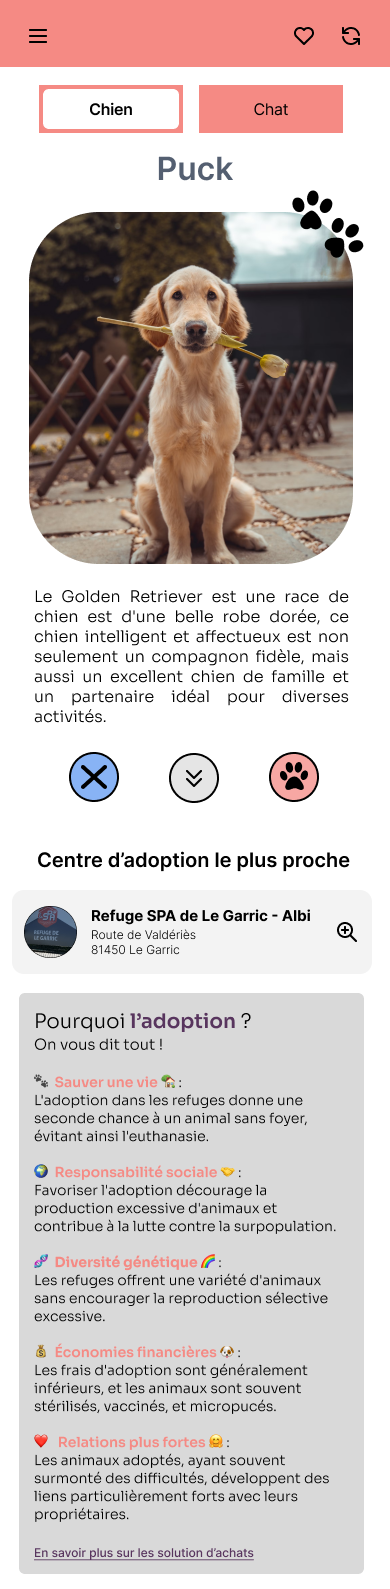 Chien
Chat
Puck
Le Golden Retriever est une race de
chien est d'une belle robe dorée, ce
chien intelligent et affectueux est non
seulement un compagnon fidèle, mais
aussi un excellent chien de famille et
un partenaire idéal pour diverses
activités.
Centre d’adoption le plus proche
Refuge SPA de Le Garric - Albi
Route de Valdériès
81450 Le Garric
REFUGE DE
LE GARRIC
Pourquoi l’adoption ?
On vous dit tout !
🐾 Sauver une vie 🏡 :
L'adoption dans les refuges donne une
seconde chance à un animal sans foyer,
évitant ainsi l'euthanasie.
🌍 Responsabilité sociale 🤝 :
Favoriser l'adoption décourage la
production excessive d'animaux et
contribue à la lutte contre la surpopulation.
🧬 Diversité génétique 🌈 :
Les refuges offrent une variété d'animaux
sans encourager la reproduction sélective
excessive.
💰 Économies financières 🐶 :
Les frais d'adoption sont généralement
inférieurs, et les animaux sont souvent
stérilisés, vaccinés, et micropucés.
❤️ Relations plus fortes 🤗 :
Les animaux adoptés, ayant souvent
surmonté des difficultés, développent des
liens particulièrement forts avec leurs
propriétaires.
En savoir plus sur les solution d’achats